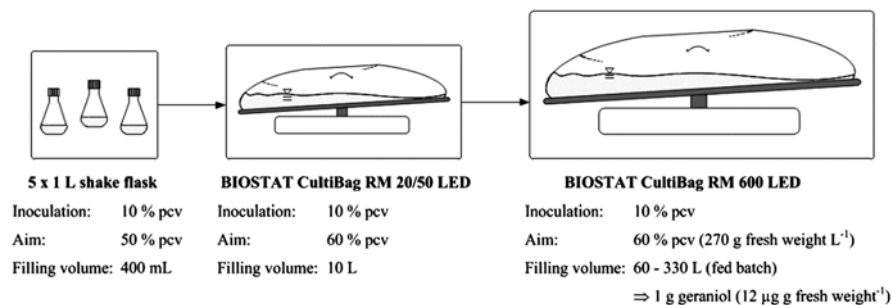 5 x 1 L shake flask
Inoculation: 10 % pcv
Aim: 50 % pcv
Filling volume: 400 mL
BIOSTAT CultiBag RM 20/50 LED
Inoculation: 10 % pcv
Aim: 60 % pcv
Filling volume: 10 L
BIOSTAT CultiBag RM 600 LED
Inoculation: 10 % pcv
Aim: 60 % pcv (270 g fresh weight L⁻¹)
Filling volume: 60 - 330 L (fed batch)
⇒ 1 g geraniol (12 µg g fresh weight⁻¹)